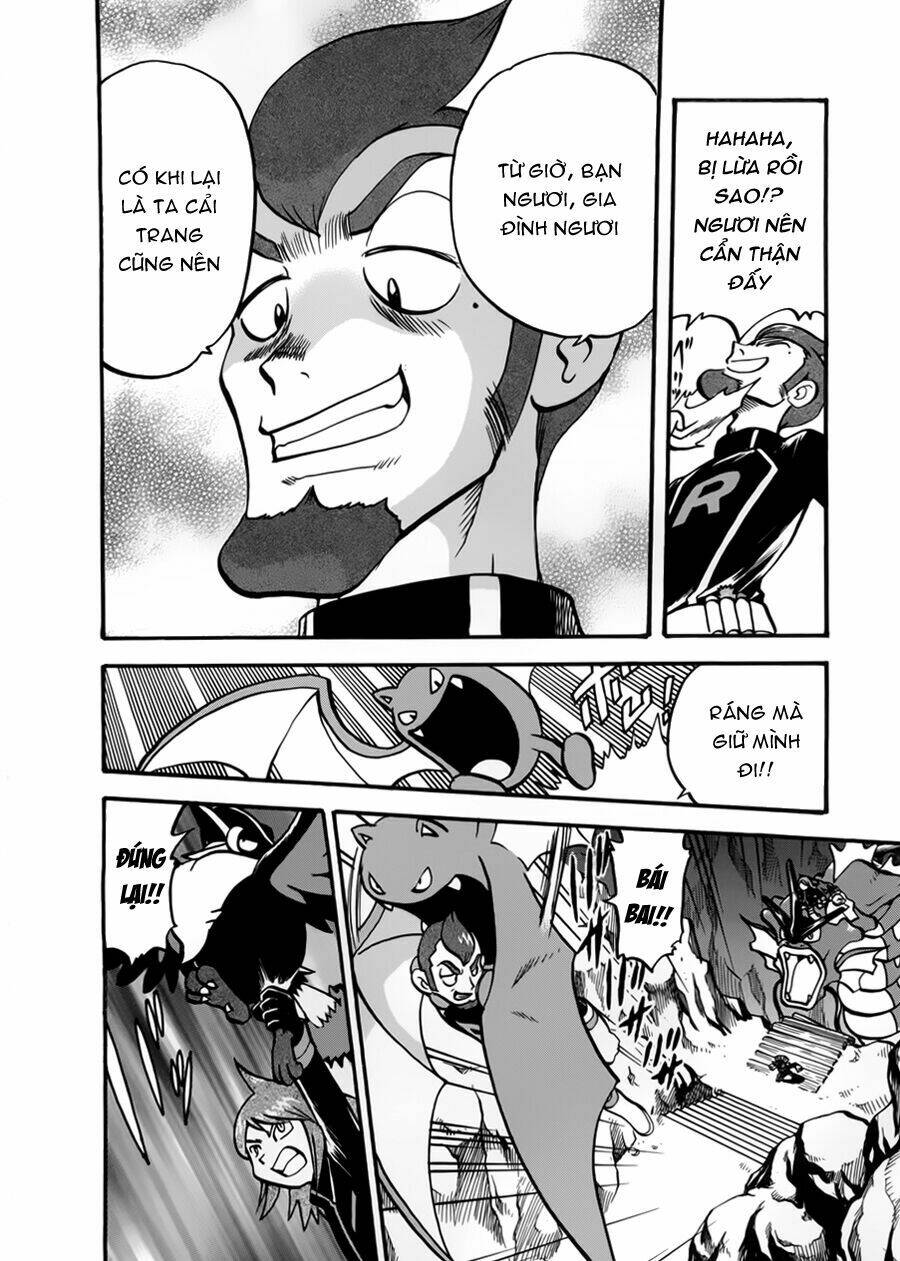 HAHAHA,
BỊ LỪA RỒI
SAO!?
NGƯƠI NÊN
CẨN THẬN
ĐẤY
R
TỪ GIỜ, BẠN
NGƯƠI, GIA
ĐÌNH NGƯƠI
CÓ KHI LẠI
LÀ TA CẢI
TRANG
CŨNG NÊN
RÁNG MÀ
GIỮ MÌNH
ĐI!!
BÁI
BAI!!
ĐỨNG
LẠI!!